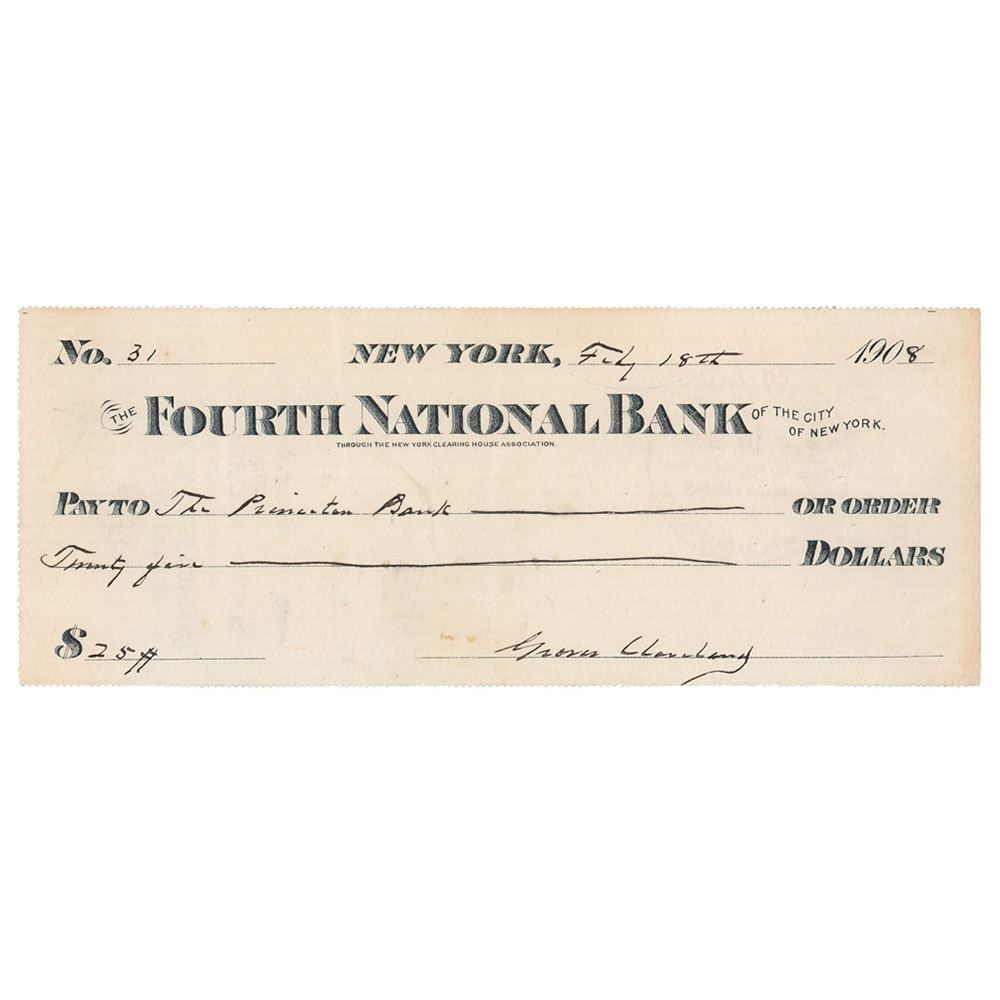 No. 31 NEW YORK, Feby 18th 1908
THE FOURTH NATIONAL BANK OF THE CITY OF NEW YORK.
THROUGH THE NEW YORK CLEARING HOUSE ASSOCIATION.
PAY TO The Princeton Bank OR ORDER
Twenty five DOLLARS
$ 25 Grover Cleveland